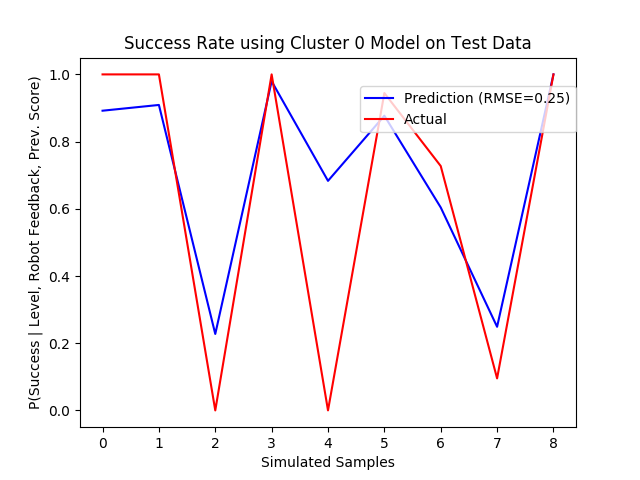 Success Rate using Cluster 0 Model on Test Data
P(Success | Level, Robot Feedback, Prev. Score)
1.0
0.8
0.6
0.4
0.2
0.0
Prediction (RMSE=0.25)
Actual
0 1 2 3 4 5 6 7 8
Simulated Samples